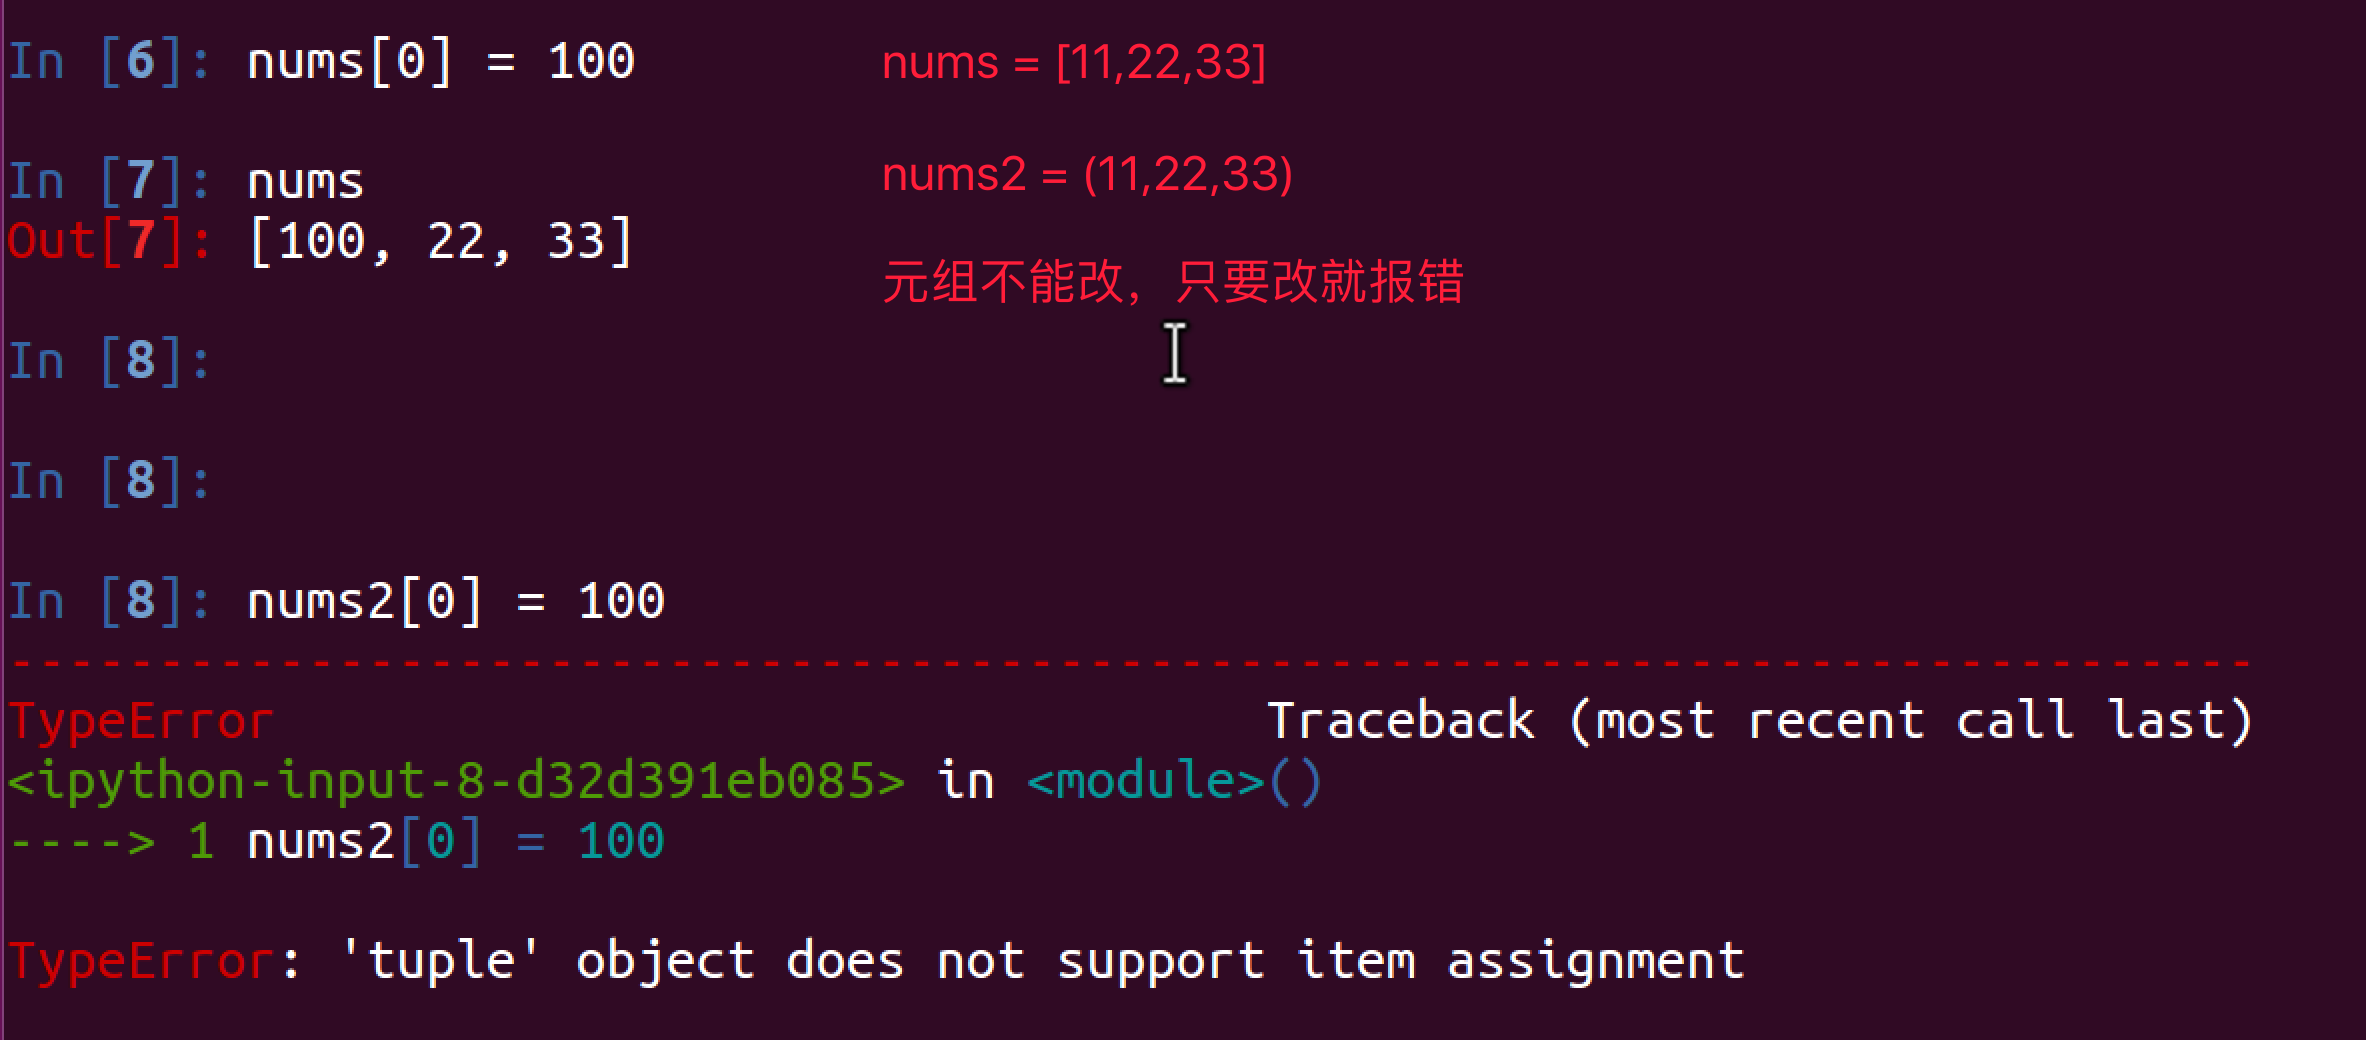 In [6]: nums[0] = 100
nums = [11,22,33]
In [7]: nums
nums2 = (11,22,33)
Out[7]: [100, 22, 33]
元组不能改，只要改就报错
In [8]:
In [8]:
In [8]: nums2[0] = 100
---------------------------------------------------------------------------
TypeError                                 Traceback (most recent call last)
<ipython-input-8-d32d391eb085> in <module>()
----> 1 nums2[0] = 100
TypeError: 'tuple' object does not support item assignment